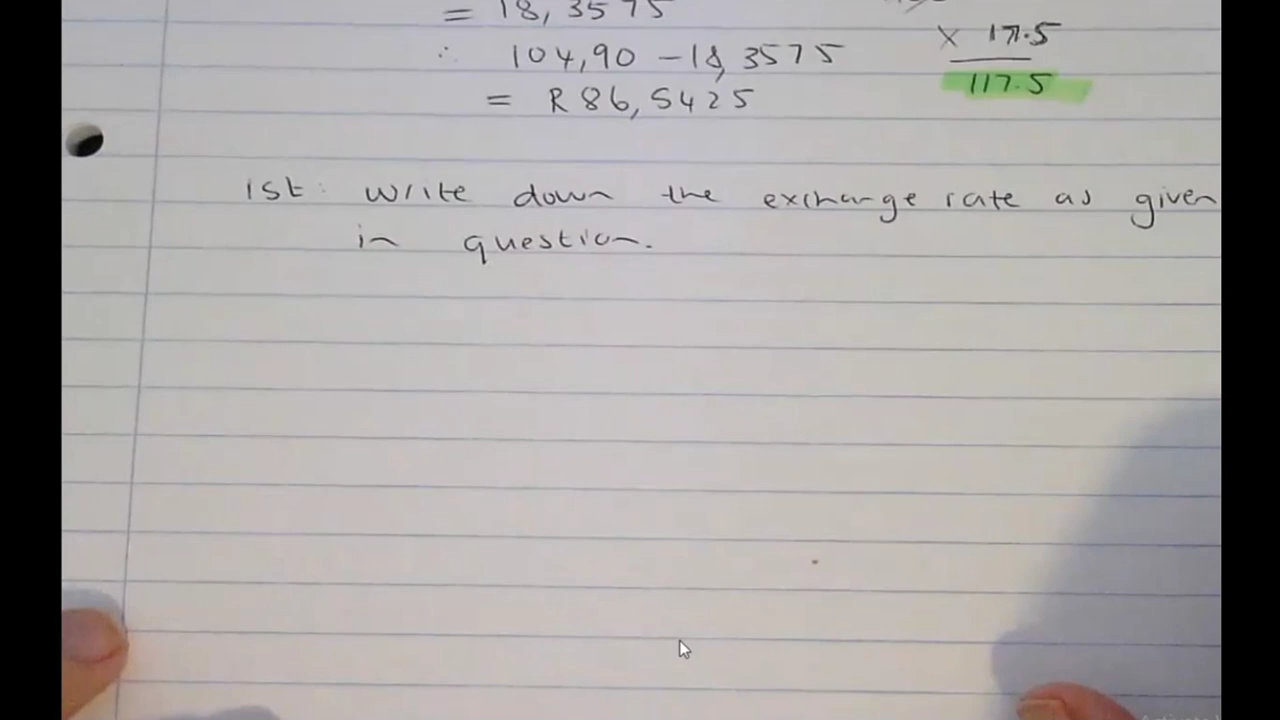 = 18,3575
× 17.5
∴ 104,90 - 18,3575
117.5
= R86,5425
1st: Write down the exchange rate as given
in question.